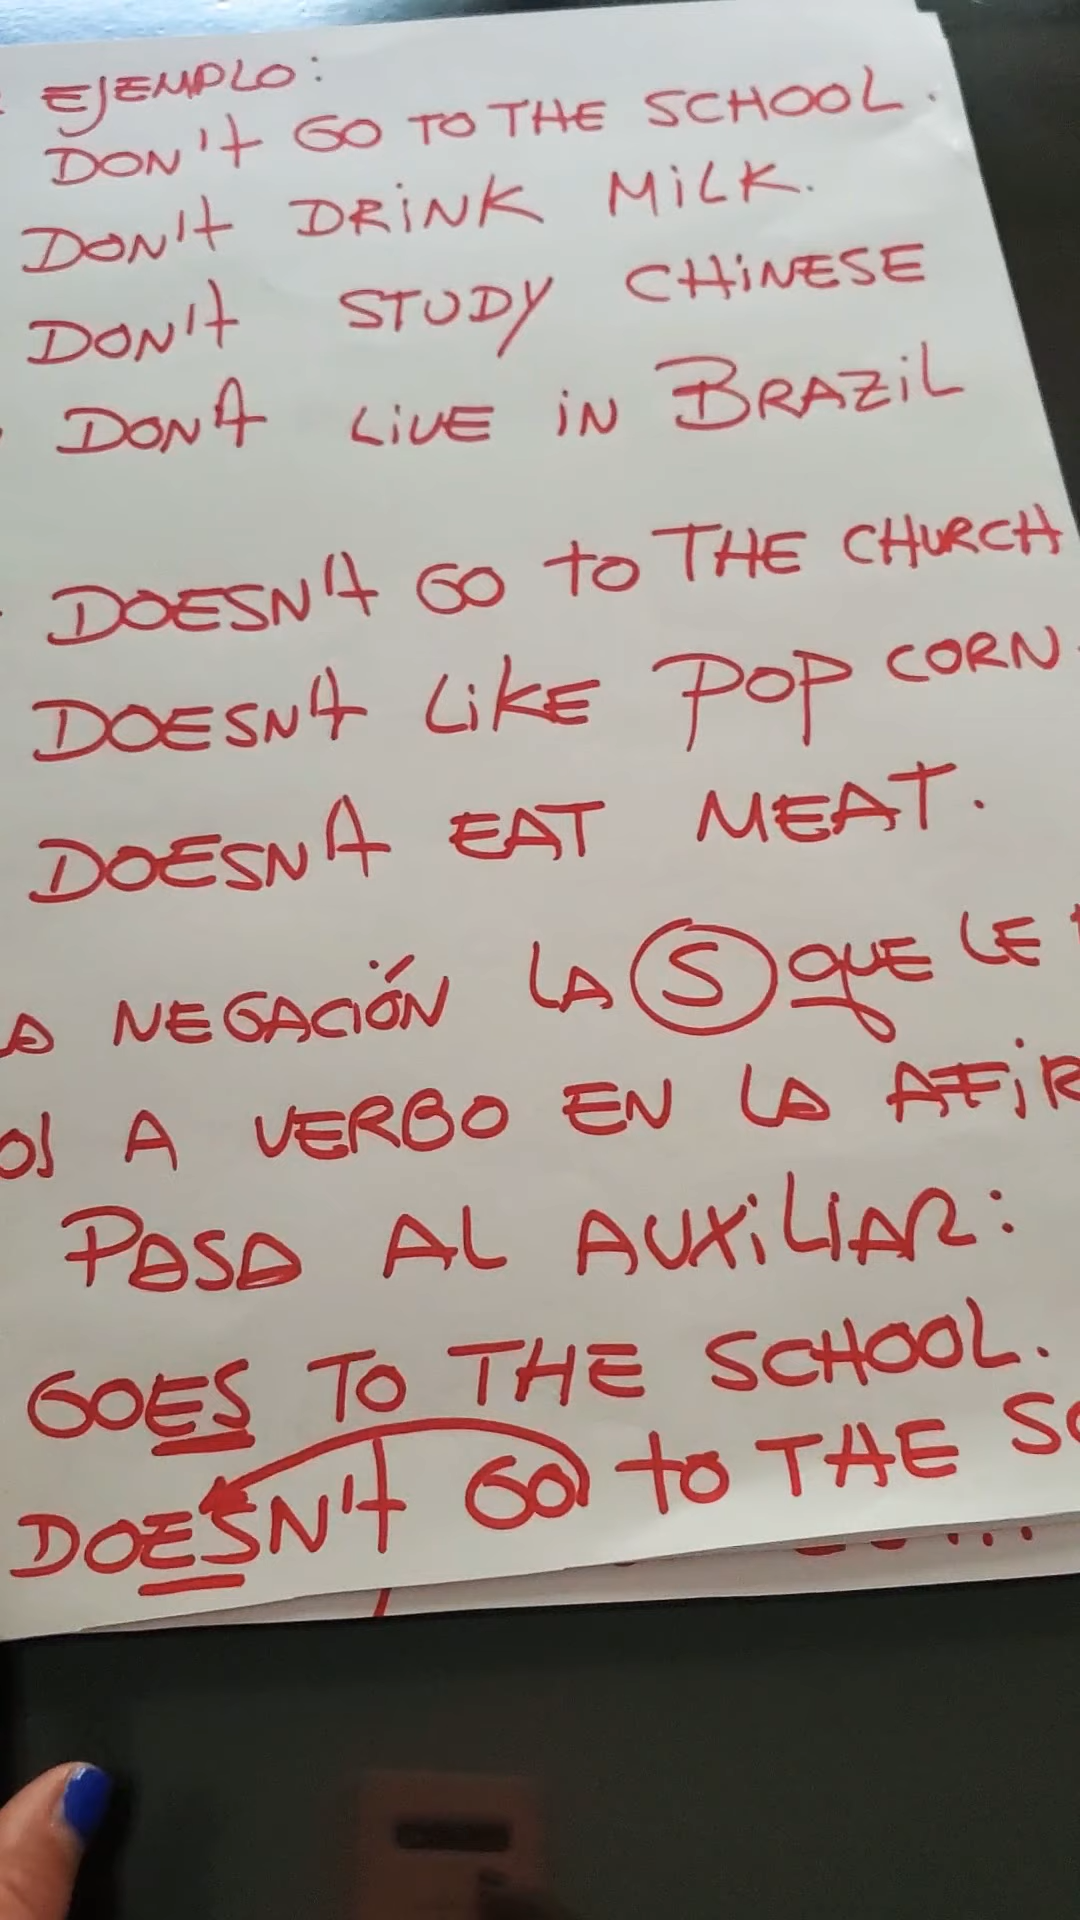 EJEMPLO:
DON't GO TO THE SCHOOL.
DON't DRiNK MiLK.
DON't STUDY CHiNESE
DON't LiVE iN BRAZiL
DOESN't GO to THE CHURCH
DOESN't LiKE POP CORN.
DOESN't EAT MEAT.
NEGACIÓN LA S QUE LE
A VERBO EN LA AFiR
PASA AL AUXiLiAR:
GOES TO THE SCHOOL.
DOESN't GO to THE SC